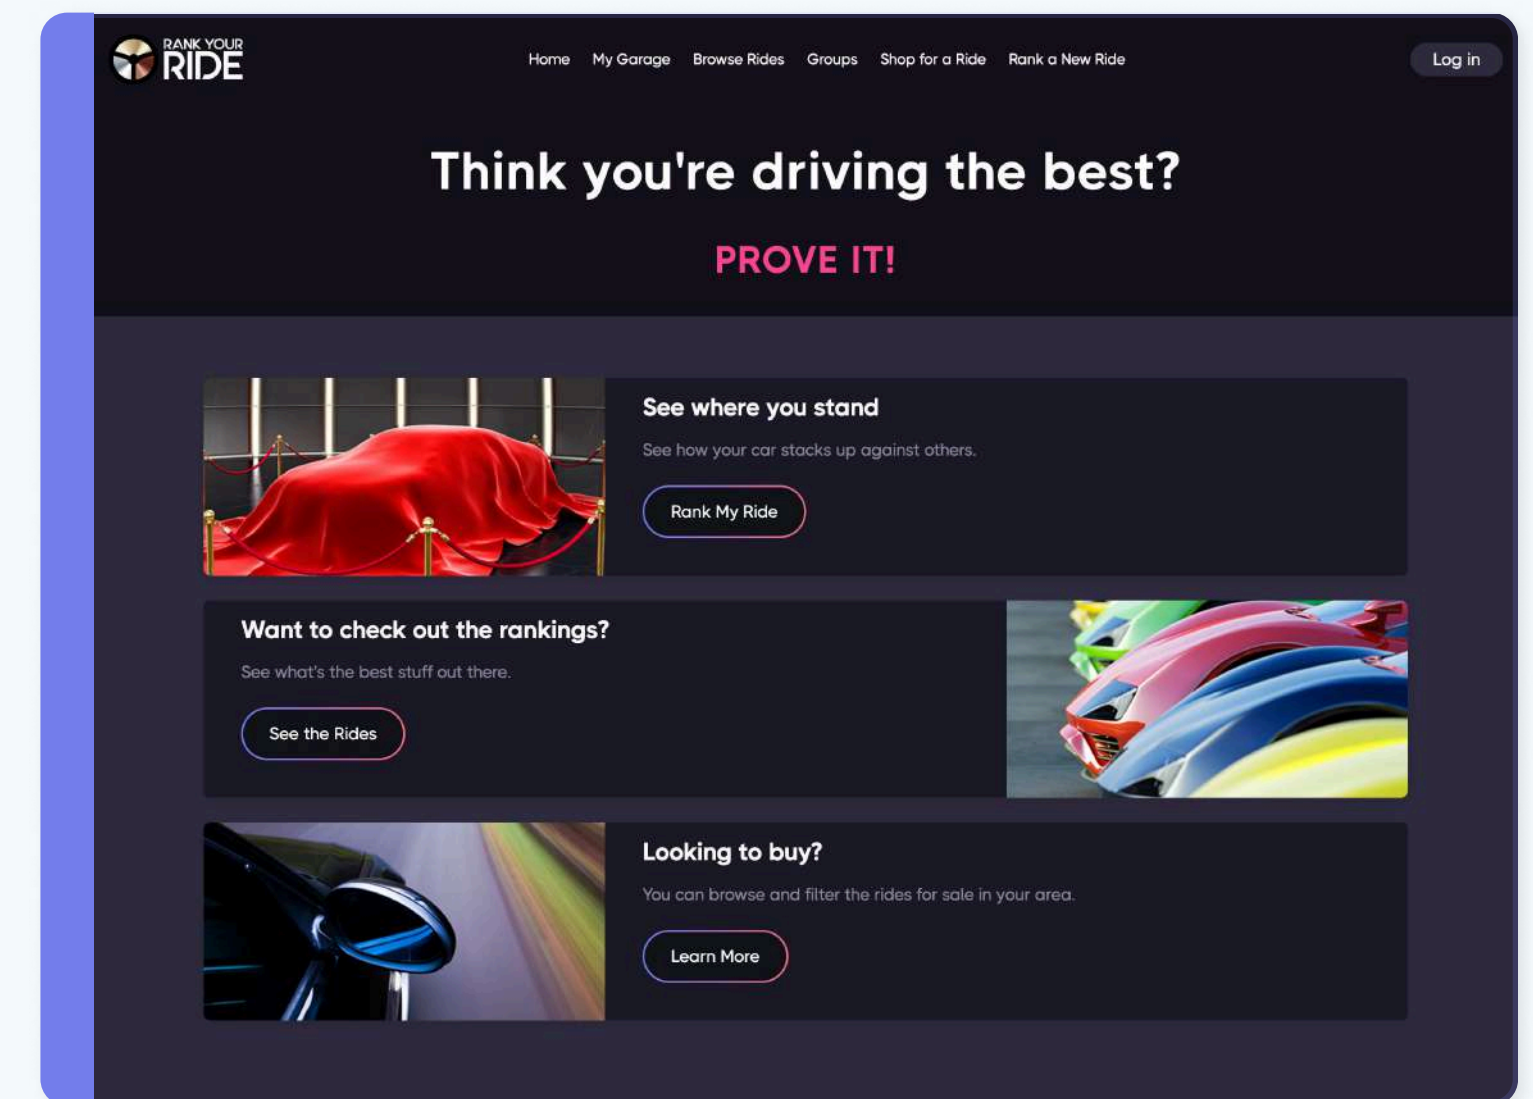 RANK YOUR
RIDE
Home My Garage Browse Rides Groups Shop for a Ride Rank a New Ride
Log in
Think you're driving the best?
PROVE IT!
See where you stand
See how your car stacks up against others.
Rank My Ride
Want to check out the rankings?
See what's the best stuff out there.
See the Rides
Looking to buy?
You can browse and filter the rides for sale in your area.
Learn More